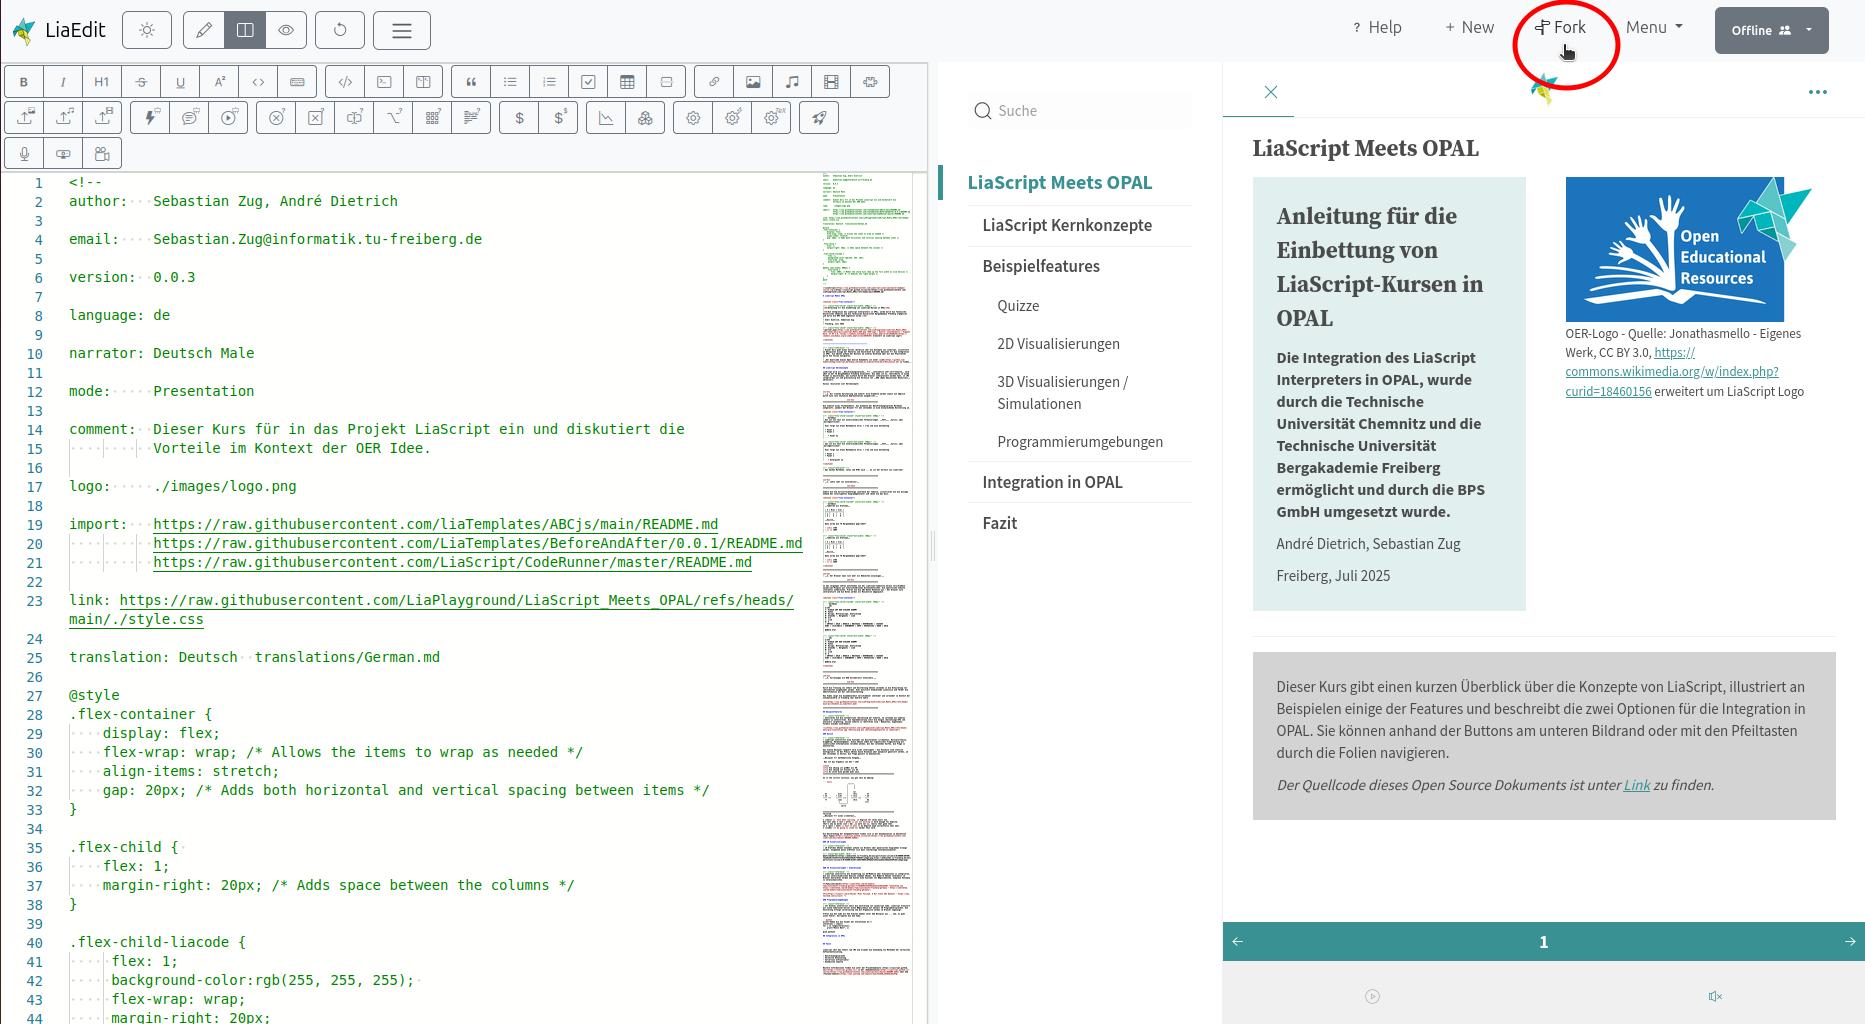 LiaEdit
? Help
+ New
Fork
Menu
Offline
B I H1 S U A²
$ $
1 <!--
2 author: Sebastian Zug, André Dietrich
3
4 email: Sebastian.Zug@informatik.tu-freiberg.de
5
6 version: 0.0.3
7
8 language: de
9
10 narrator: Deutsch Male
11
12 mode: Presentation
13
14 comment: Dieser Kurs für in das Projekt LiaScript ein und diskutiert die
15 Vorteile im Kontext der OER Idee.
16
17 logo: ./images/logo.png
18
19 import: https://raw.githubusercontent.com/liaTemplates/ABCjs/main/README.md
20 https://raw.githubusercontent.com/LiaTemplates/BeforeAndAfter/0.0.1/README.md
21 https://raw.githubusercontent.com/LiaScript/CodeRunner/master/README.md
22
23 link: https://raw.githubusercontent.com/LiaPlayground/LiaScript_Meets_OPAL/refs/heads/
main/./style.css
24
25 translation: Deutsch translations/German.md
26
27 @style
28 .flex-container {
29 display: flex;
30 flex-wrap: wrap; /* Allows the items to wrap as needed */
31 align-items: stretch;
32 gap: 20px; /* Adds both horizontal and vertical spacing between items */
33 }
34
35 .flex-child {
36 flex: 1;
37 margin-right: 20px; /* Adds space between the columns */
38 }
39
40 .flex-child-liacode {
41 flex: 1;
42 background-color:rgb(255, 255, 255);
43 flex-wrap: wrap;
44 margin-right: 20px;
Suche
LiaScript Meets OPAL
LiaScript Kernkonzepte
Beispielfeatures
Quizze
2D Visualisierungen
3D Visualisierungen /
Simulationen
Programmierumgebungen
Integration in OPAL
Fazit
LiaScript Meets OPAL
Anleitung für die
Einbettung von
LiaScript-Kursen in
OPAL
Die Integration des LiaScript
Interpreters in OPAL, wurde
durch die Technische
Universität Chemnitz und die
Technische Universität
Bergakademie Freiberg
ermöglicht und durch die BPS
GmbH umgesetzt wurde.
André Dietrich, Sebastian Zug
Freiberg, Juli 2025
Open
Educational
Resources
OER-Logo - Quelle: Jonathasmello - Eigenes
Werk, CC BY 3.0, https://
commons.wikimedia.org/w/index.php?
curid=18460156 erweitert um LiaScript Logo
Dieser Kurs gibt einen kurzen Überblick über die Konzepte von LiaScript, illustriert an
Beispielen einige der Features und beschreibt die zwei Optionen für die Integration in
OPAL. Sie können anhand der Buttons am unteren Bildrand oder mit den Pfeiltasten
durch die Folien navigieren.
Der Quellcode dieses Open Source Dokuments ist unter Link zu finden.
1